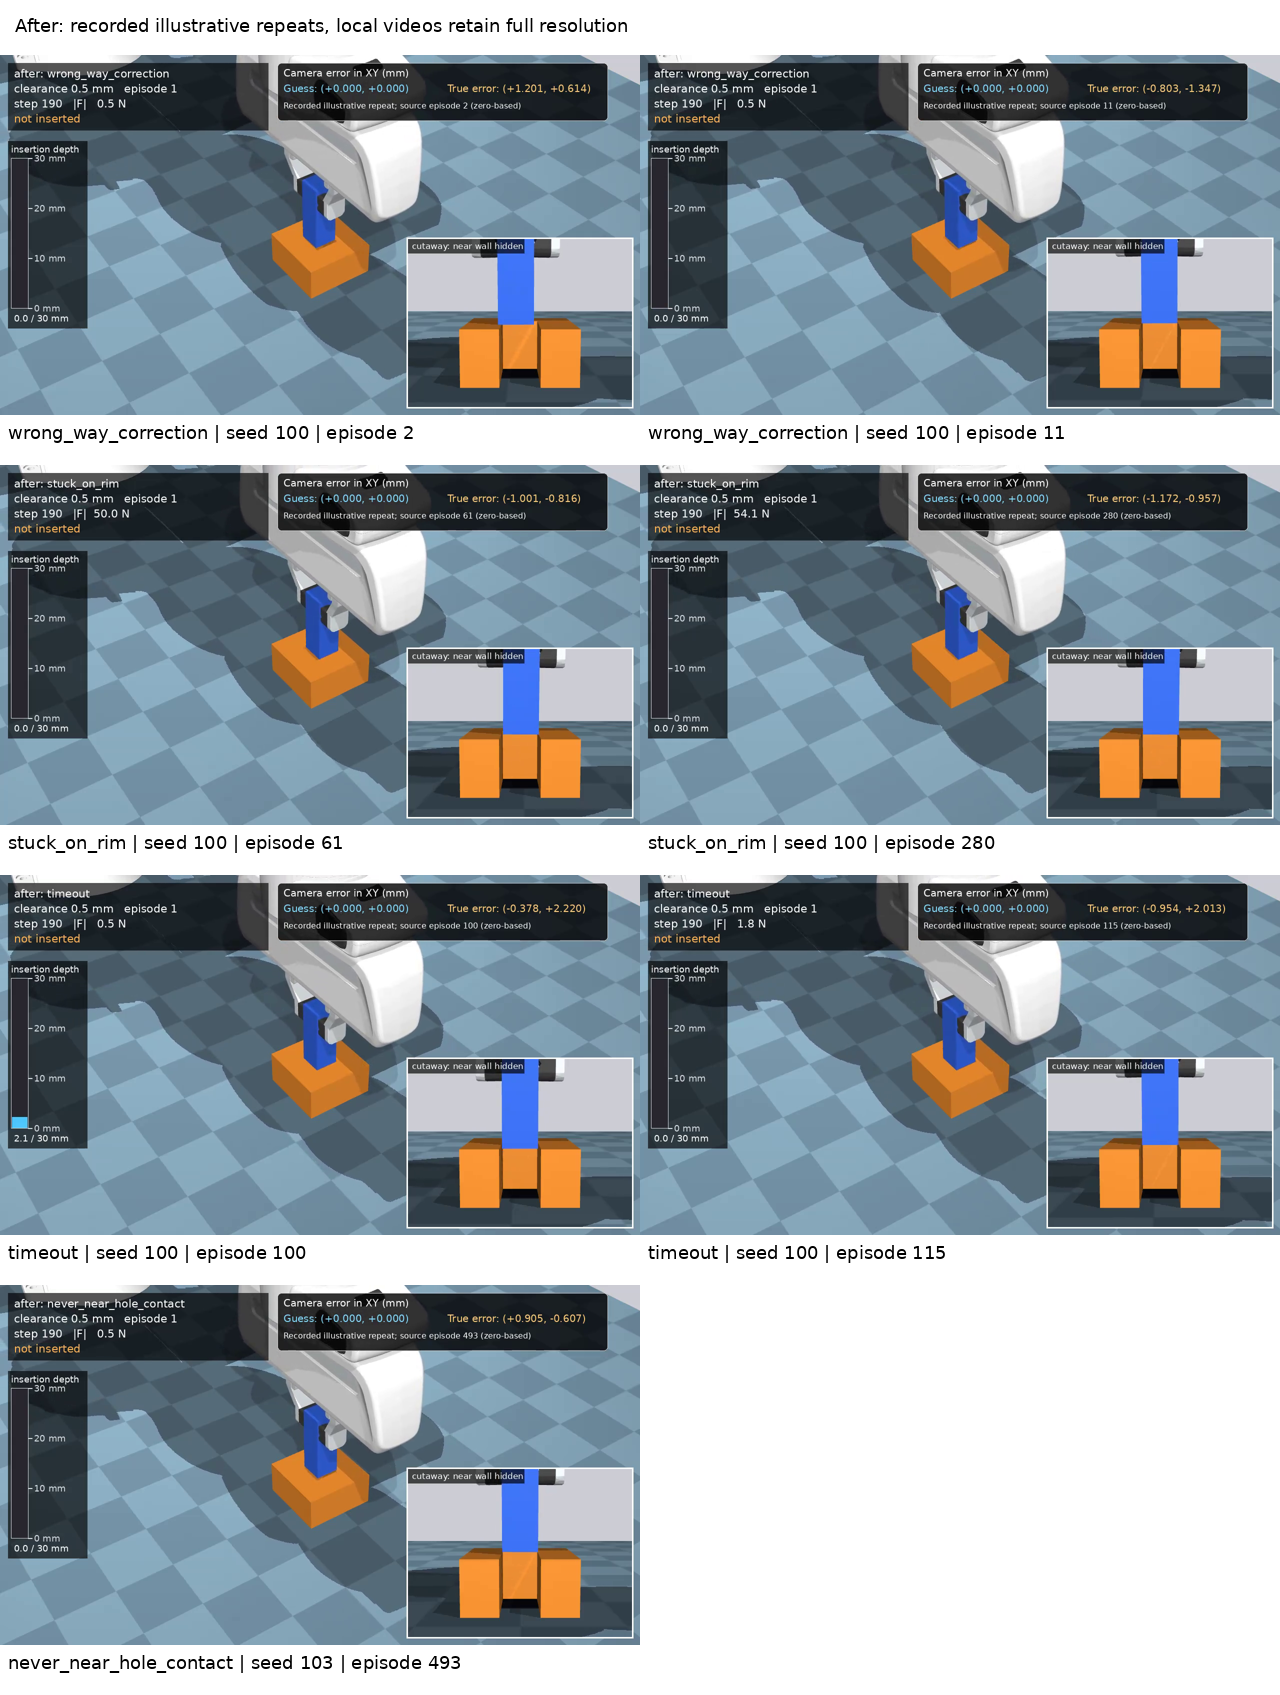 After: recorded illustrative repeats, local videos retain full resolution
after: wrong_way_correction
clearance 0.5 mm episode 1
step 190 |F| 0.5 N
not inserted
Camera error in XY (mm)
Guess: (+0.000, +0.000) True error: (+1.201, +0.614)
Recorded illustrative repeat; source episode 2 (zero-based)
insertion depth
30 mm
20 mm
10 mm
0 mm
0.0 / 30 mm
cutaway: near wall hidden
wrong_way_correction | seed 100 | episode 2
after: wrong_way_correction
clearance 0.5 mm episode 1
step 190 |F| 0.5 N
not inserted
Camera error in XY (mm)
Guess: (+0.000, +0.000) True error: (-0.803, -1.347)
Recorded illustrative repeat; source episode 11 (zero-based)
insertion depth
30 mm
20 mm
10 mm
0 mm
0.0 / 30 mm
cutaway: near wall hidden
wrong_way_correction | seed 100 | episode 11
after: stuck_on_rim
clearance 0.5 mm episode 1
step 190 |F| 50.0 N
not inserted
Camera error in XY (mm)
Guess: (+0.000, +0.000) True error: (-1.001, -0.816)
Recorded illustrative repeat; source episode 61 (zero-based)
insertion depth
30 mm
20 mm
10 mm
0 mm
0.0 / 30 mm
cutaway: near wall hidden
stuck_on_rim | seed 100 | episode 61
after: stuck_on_rim
clearance 0.5 mm episode 1
step 190 |F| 54.1 N
not inserted
Camera error in XY (mm)
Guess: (+0.000, +0.000) True error: (-1.172, -0.957)
Recorded illustrative repeat; source episode 280 (zero-based)
insertion depth
30 mm
20 mm
10 mm
0 mm
0.0 / 30 mm
cutaway: near wall hidden
stuck_on_rim | seed 100 | episode 280
after: timeout
clearance 0.5 mm episode 1
step 190 |F| 0.5 N
not inserted
Camera error in XY (mm)
Guess: (+0.000, +0.000) True error: (-0.378, +2.220)
Recorded illustrative repeat; source episode 100 (zero-based)
insertion depth
30 mm
20 mm
10 mm
0 mm
2.1 / 30 mm
cutaway: near wall hidden
timeout | seed 100 | episode 100
after: timeout
clearance 0.5 mm episode 1
step 190 |F| 1.8 N
not inserted
Camera error in XY (mm)
Guess: (+0.000, +0.000) True error: (-0.954, +2.013)
Recorded illustrative repeat; source episode 115 (zero-based)
insertion depth
30 mm
20 mm
10 mm
0 mm
0.0 / 30 mm
cutaway: near wall hidden
timeout | seed 100 | episode 115
after: never_near_hole_contact
clearance 0.5 mm episode 1
step 190 |F| 0.5 N
not inserted
Camera error in XY (mm)
Guess: (+0.000, +0.000) True error: (+0.905, -0.607)
Recorded illustrative repeat; source episode 493 (zero-based)
insertion depth
30 mm
20 mm
10 mm
0 mm
0.0 / 30 mm
cutaway: near wall hidden
never_near_hole_contact | seed 103 | episode 493